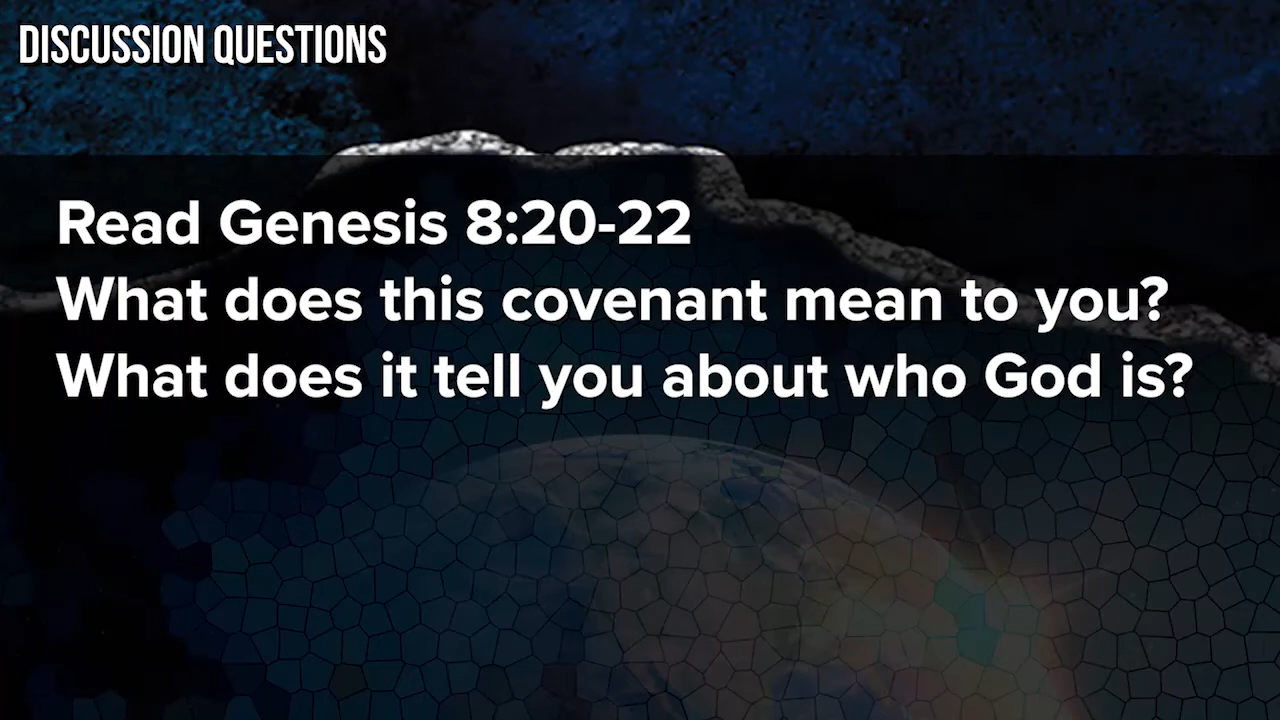 DISCUSSION QUESTIONS
Read Genesis 8:20-22
What does this covenant mean to you?
What does it tell you about who God is?